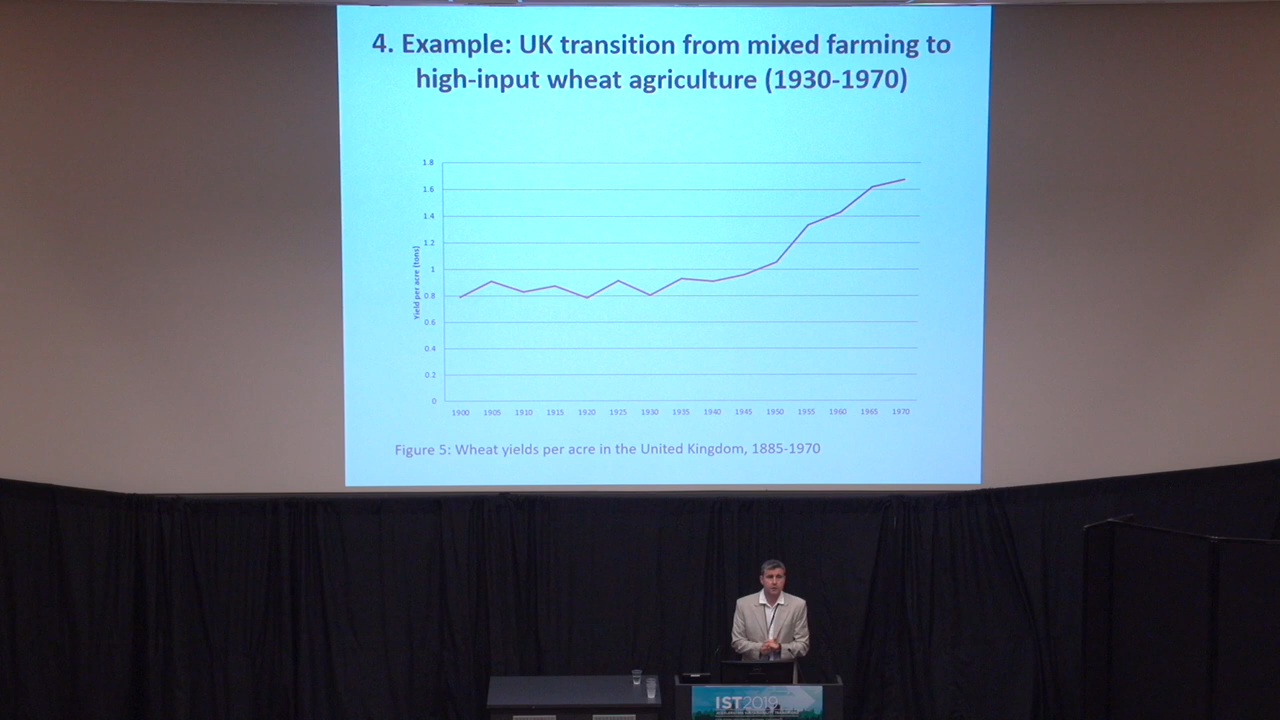 4. Example: UK transition from mixed farming to
high-input wheat agriculture (1930-1970)
1.8
1.6
1.4
1.2
1
0.8
0.6
0.4
0.2
0
Yield per acre (tons)
1900 1905 1910 1915 1920 1925 1930 1935 1940 1945 1950 1955 1960 1965 1970
Figure 5: Wheat yields per acre in the United Kingdom, 1885-1970
IST2019